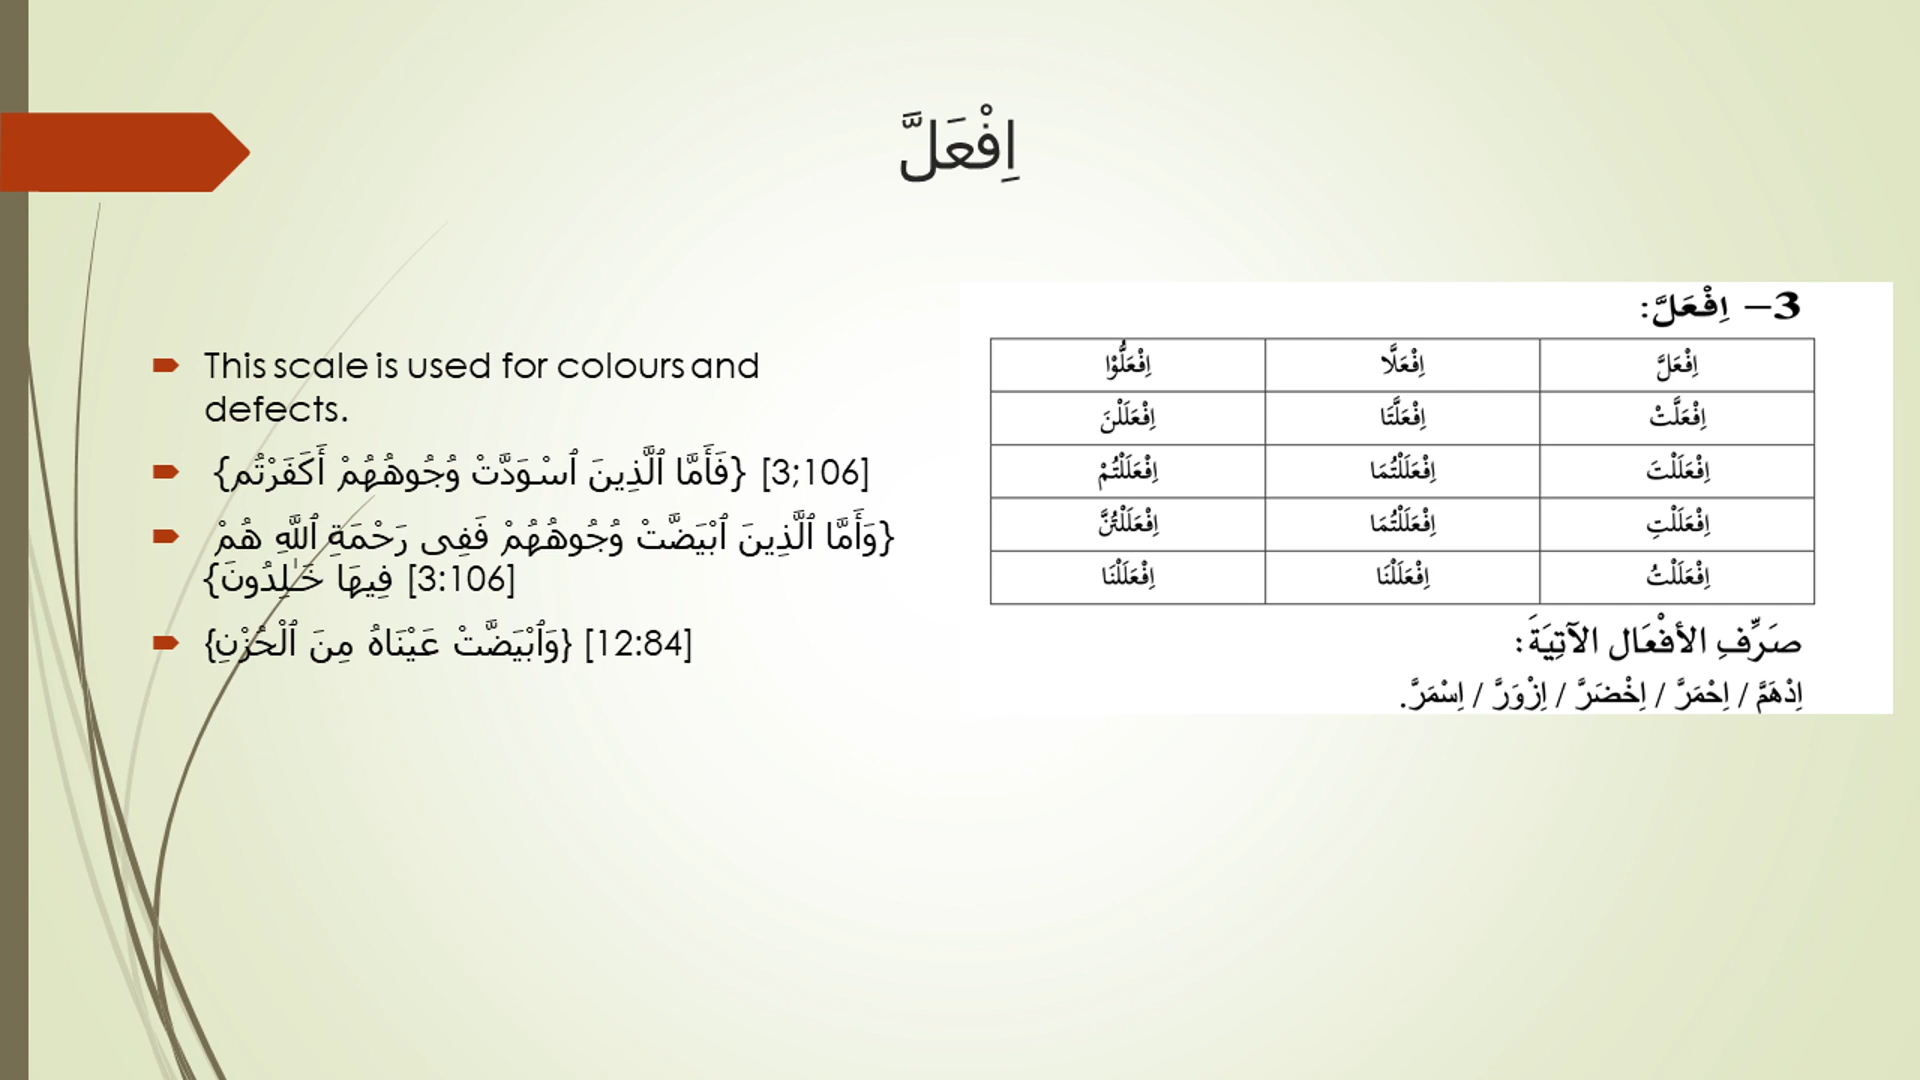 اِفْعَلَّ
This scale is used for colours and
defects.
{فَأَمَّا ٱلَّذِينَ ٱسْوَدَّتْ وُجُوهُهُمْ أَكَفَرْتُم} [3;106]
{وَأَمَّا ٱلَّذِينَ ٱبْيَضَّتْ وُجُوهُهُمْ فَفِى رَحْمَةِ ٱللَّهِ هُمْ
فِيهَا خَـٰلِدُونَ} [3:106]
{وَٱبْيَضَّتْ عَيْنَاهُ مِنَ ٱلْحُزْنِ} [12:84]
3– اِفْعَلَّ:
اِفْعَلَّ اِفْعَلَّا اِفْعَلُّوْا
اِفْعَلَّتْ اِفْعَلَّتَا اِفْعَلَلْنَ
اِفْعَلَلْتَ اِفْعَلَلْتُمَا اِفْعَلَلْتُمْ
اِفْعَلَلْتِ اِفْعَلَلْتُمَا اِفْعَلَلْتُنَّ
اِفْعَلَلْتُ اِفْعَلَلْنَا اِفْعَلَلْنَا
صَرِّفِ الأفْعَال الآتِيَةَ:
اِدْهَمَّ / اِحْمَرَّ / اِخْضَرَّ / اِزْوَرَّ / اِسْمَرَّ.